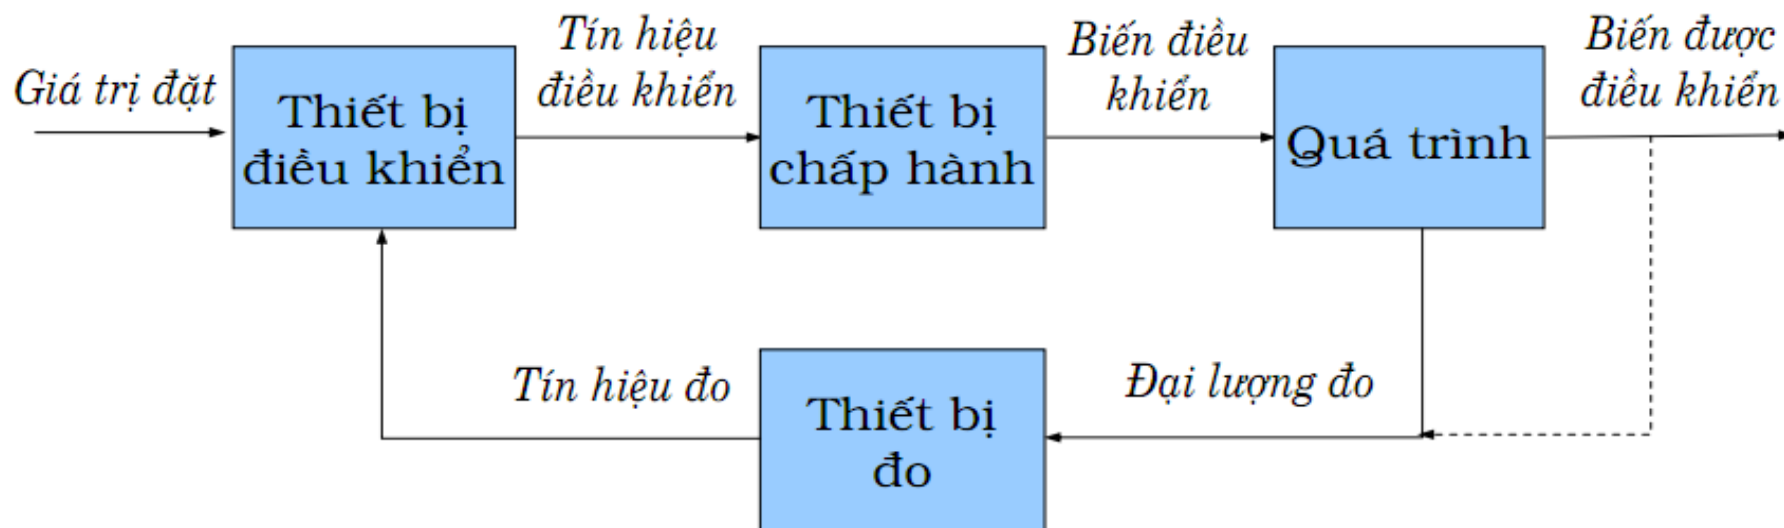 Giá trị đặt
Thiết bị
điều khiển
Tín hiệu
điều khiển
Thiết bị
chấp hành
Biến điều
khiển
Quá trình
Biến được
điều khiển
Tín hiệu đo
Thiết bị
đo
Đại lượng đo